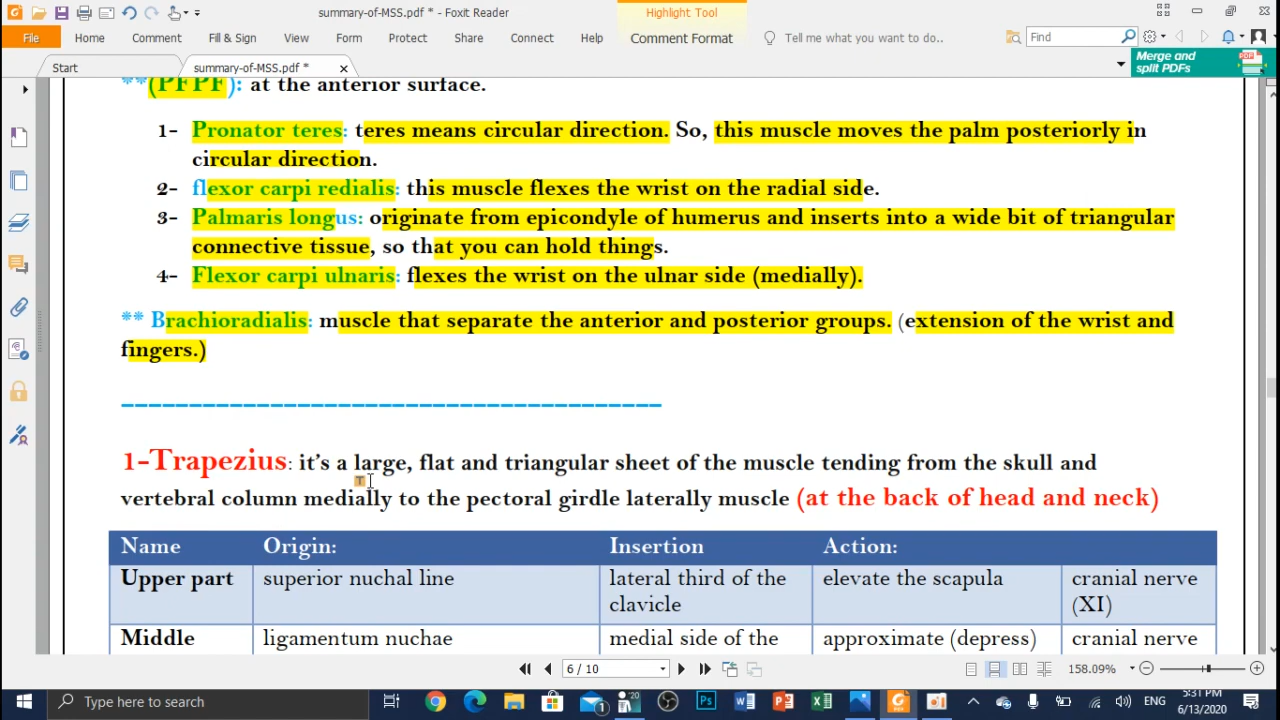 summary-of-MSS.pdf * - Foxit Reader
Highlight Tool
File Home Comment Fill & Sign View Form Protect Share Connect Help Comment Format Tell me what you want to do.. Find
Start summary-of-MSS.pdf * Merge and
split PDFs
**(PFPF): at the anterior surface.
1- Pronator teres: teres means circular direction. So, this muscle moves the palm posteriorly in
circular direction.
2- flexor carpi redialis: this muscle flexes the wrist on the radial side.
3- Palmaris longus: originate from epicondyle of humerus and inserts into a wide bit of triangular
connective tissue, so that you can hold things.
4- Flexor carpi ulnaris: flexes the wrist on the ulnar side (medially).
** Brachioradialis: muscle that separate the anterior and posterior groups. (extension of the wrist and
fingers.)
1-Trapezius: it's a large, flat and triangular sheet of the muscle tending from the skull and
vertebral column medially to the pectoral girdle laterally muscle (at the back of head and neck)
Name Origin: Insertion Action:
Upper part superior nuchal line lateral third of the elevate the scapula cranial nerve
clavicle (XI)
Middle ligamentum nuchae medial side of the approximate (depress) cranial nerve
6 / 10 158.09%
Type here to search ENG 5:31 PM
6/13/2020